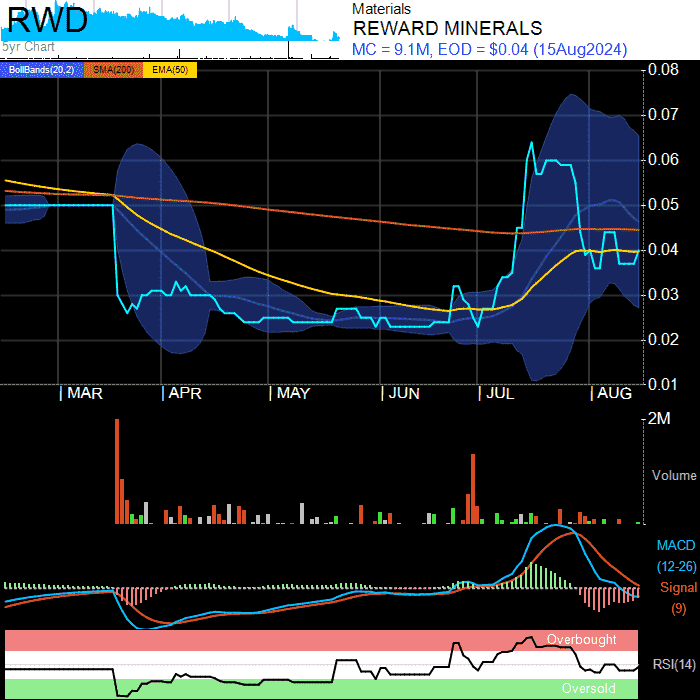 RWD
5yr Chart
Materials
REWARD MINERALS
MC = 9.1M, EOD = $0.04 (15Aug2024)
BollBands(20,2) SMA(200) EMA(50)
0.08
0.07
0.06
0.05
0.04
0.03
0.02
0.01
MAR APR MAY JUN JUL AUG
2M
Volume
MACD
(12-26)
Signal
(9)
Overbought
RSI(14)
Oversold